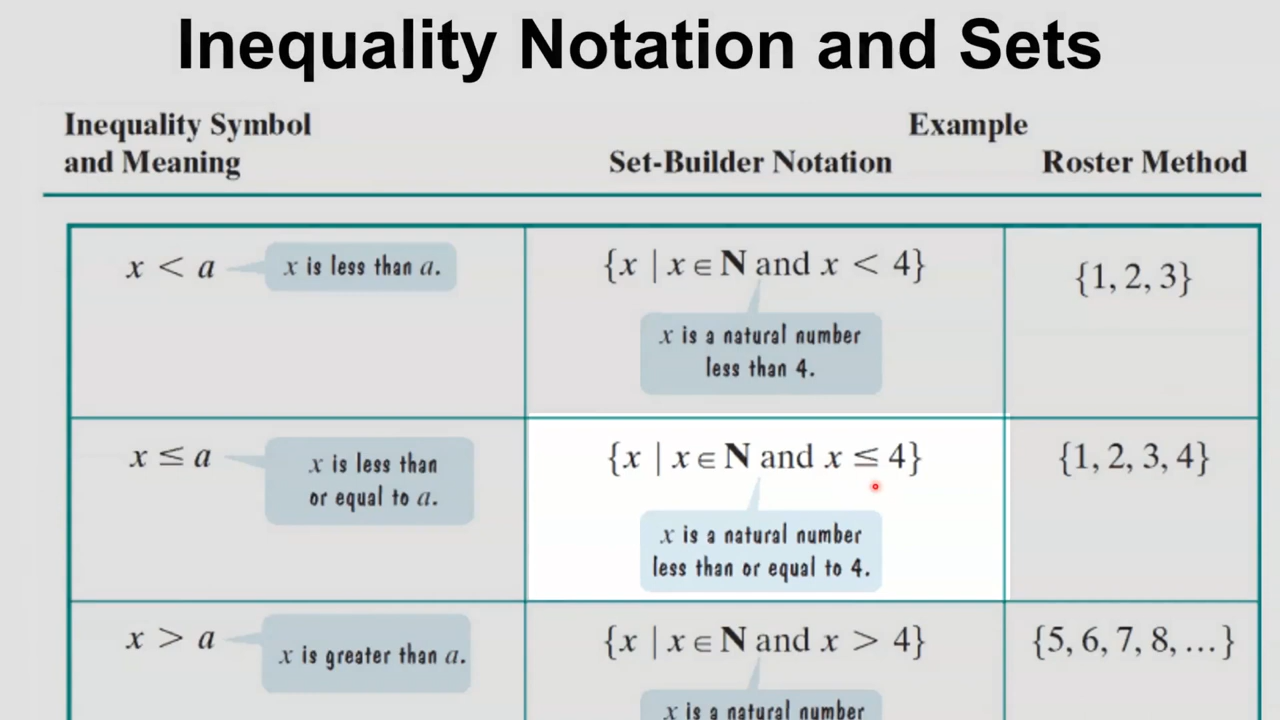 Inequality Notation and Sets
Inequality Symbol
and Meaning
Example
Set-Builder Notation
Roster Method
x < a
x is less than a.
{x | x ∈ N and x < 4}
x is a natural number
less than 4.
{1, 2, 3}
x ≤ a
x is less than
or equal to a.
{x | x ∈ N and x ≤ 4}
x is a natural number
less than or equal to 4.
{1, 2, 3, 4}
x > a
x is greater than a.
{x | x ∈ N and x > 4}
x is a natural number
{5, 6, 7, 8, …}